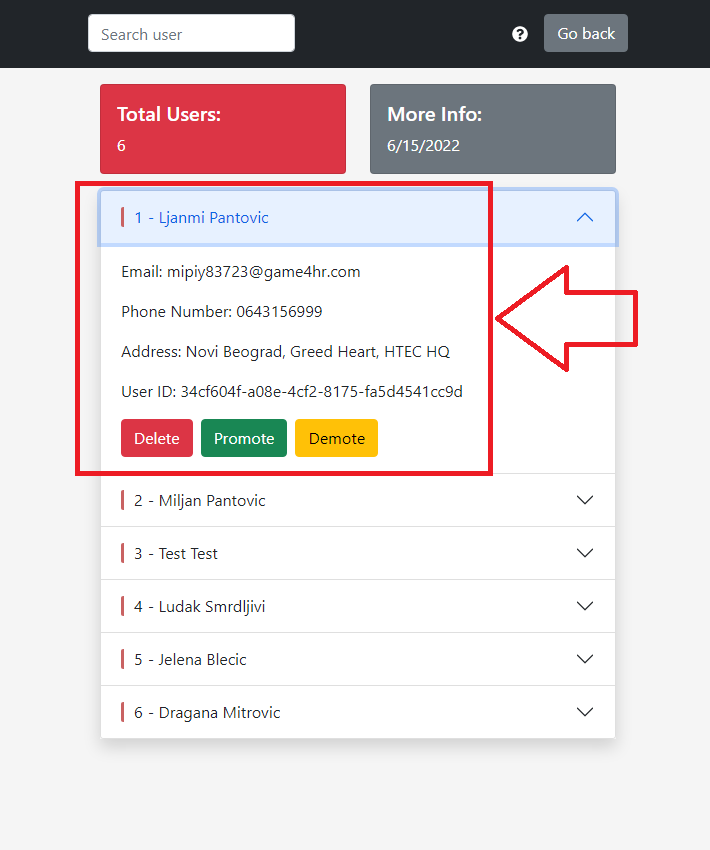 Search user
Go back
Total Users:
6
More Info:
6/15/2022
1 - Ljanmi Pantovic
Email: mipiy83723@game4hr.com
Phone Number: 0643156999
Address: Novi Beograd, Greed Heart, HTEC HQ
User ID: 34cf604f-a08e-4cf2-8175-fa5d4541cc9d
Delete
Promote
Demote
2 - Miljan Pantovic
3 - Test Test
4 - Ludak Smrdljivi
5 - Jelena Blecic
6 - Dragana Mitrovic